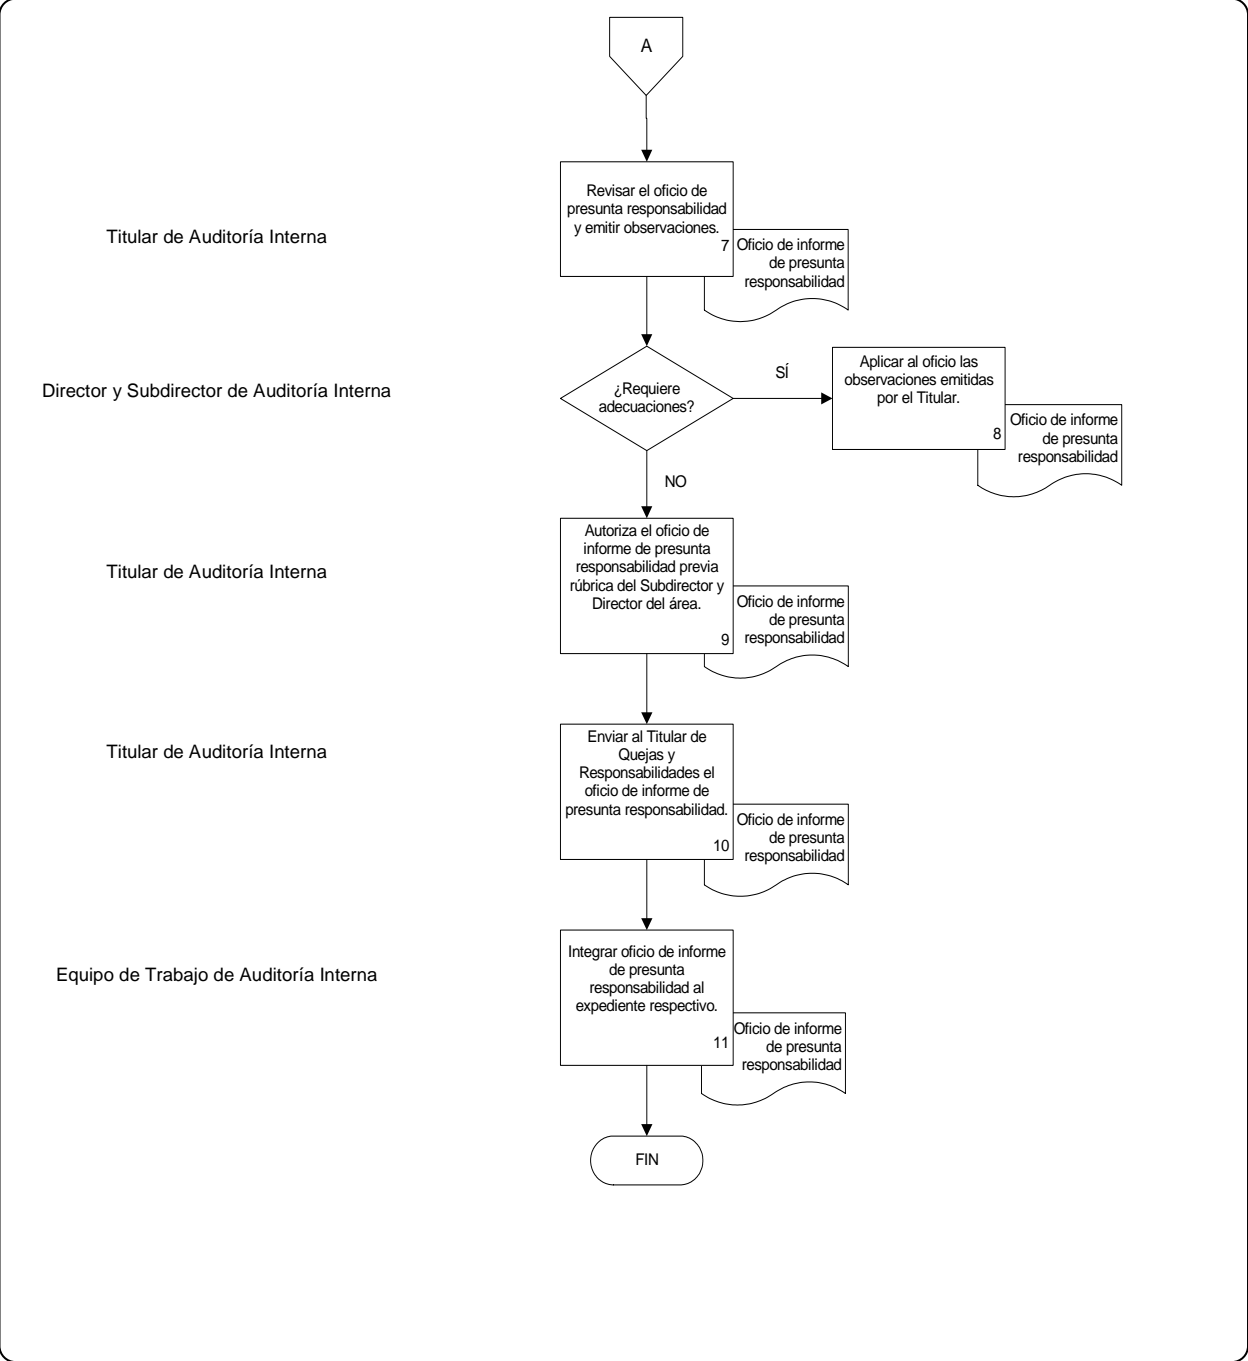 A
Titular de Auditoría Interna
Revisar el oficio de
presunta responsabilidad
y emitir observaciones.
7
Oficio de informe
de presunta
responsabilidad
Director y Subdirector de Auditoría Interna
¿Requiere
adecuaciones?
SÍ
Aplicar al oficio las
observaciones emitidas
por el Titular.
8
Oficio de informe
de presunta
responsabilidad
NO
Titular de Auditoría Interna
Autoriza el oficio de
informe de presunta
responsabilidad previa
rúbrica del Subdirector y
Director del área.
9
Oficio de informe
de presunta
responsabilidad
Titular de Auditoría Interna
Enviar al Titular de
Quejas y
Responsabilidades el
oficio de informe de
presunta responsabilidad.
10
Oficio de informe
de presunta
responsabilidad
Equipo de Trabajo de Auditoría Interna
Integrar oficio de informe
de presunta
responsabilidad al
expediente respectivo.
11
Oficio de informe
de presunta
responsabilidad
FIN